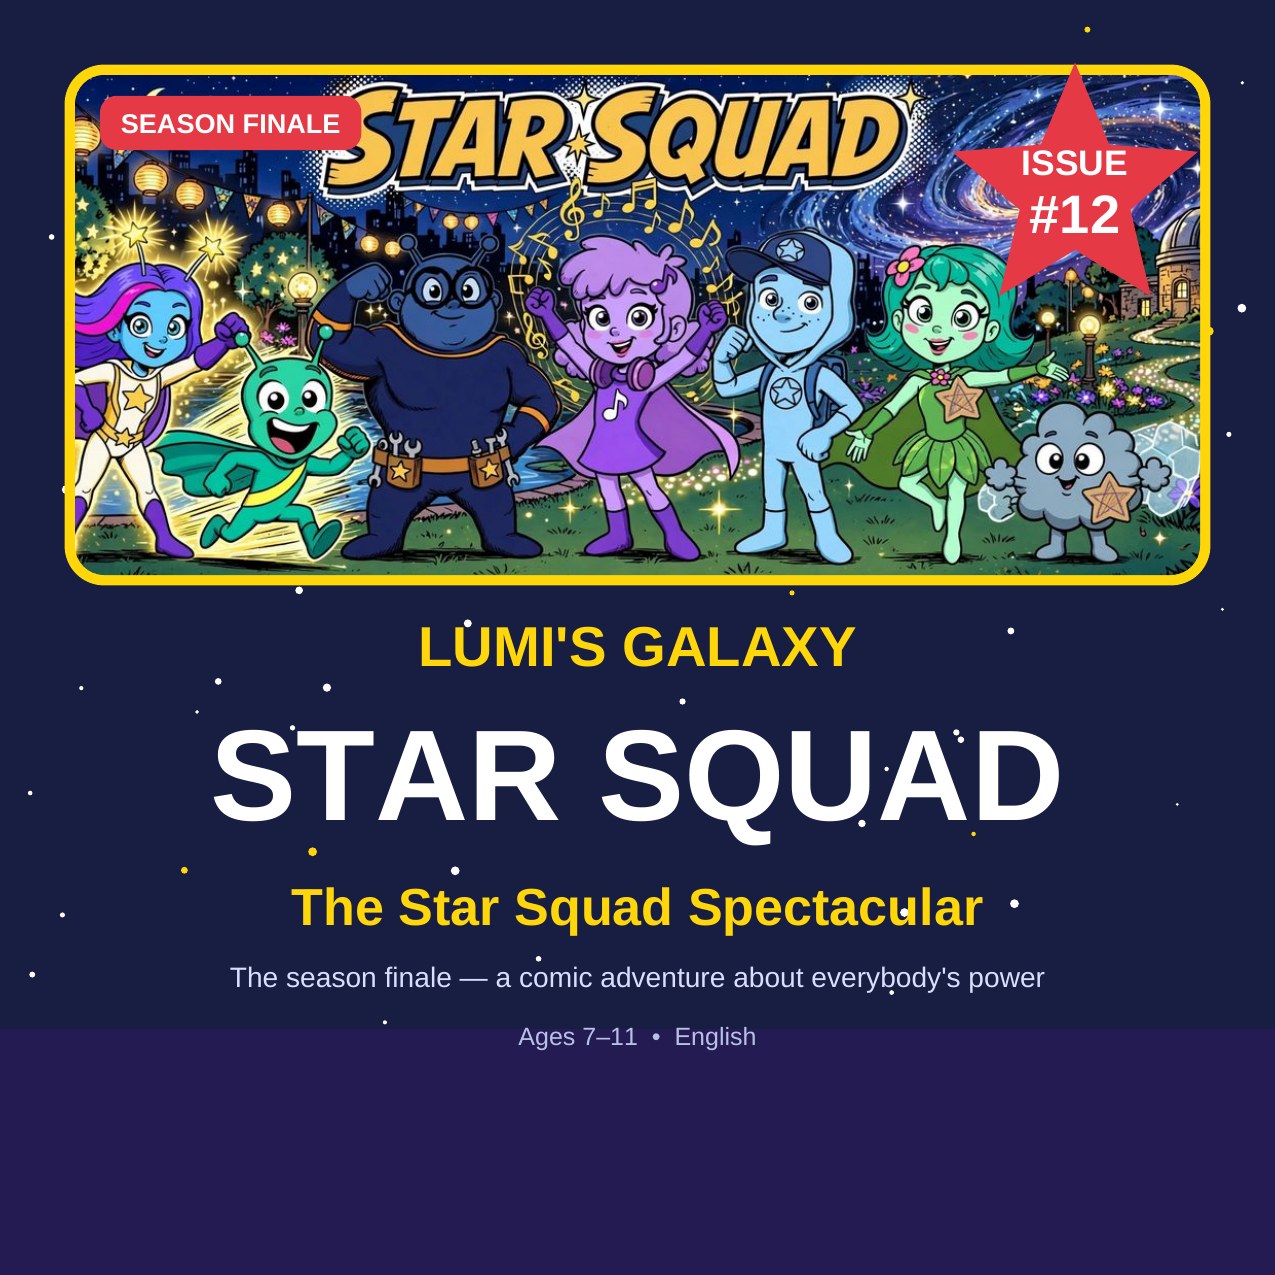 SEASON FINALE
STAR SQUAD
ISSUE
#12
LUMI'S GALAXY
STAR SQUAD
The Star Squad Spectacular
The season finale — a comic adventure about everybody's power
Ages 7–11 • English